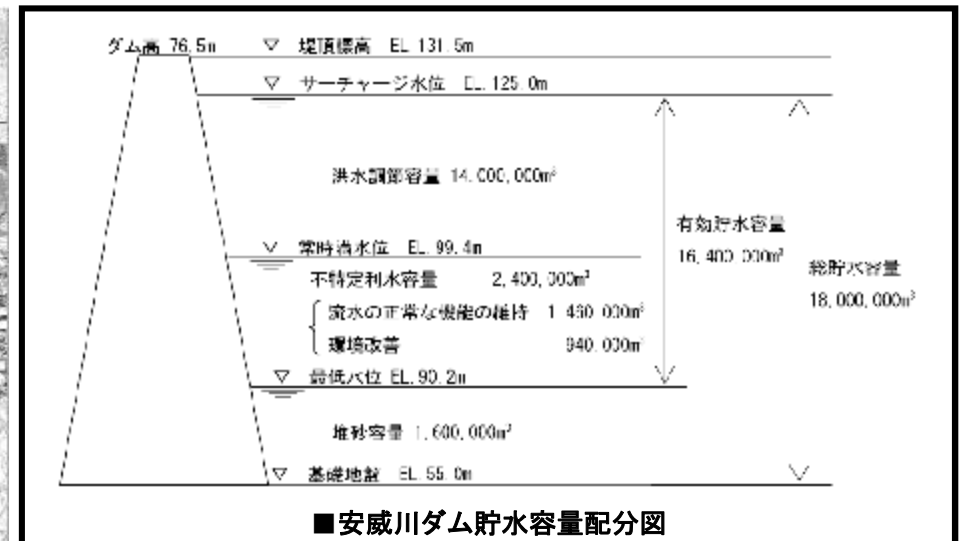 ダム高 76.5m ▽ 堤頂標高 EL 131.5m
▽ サーチャージ水位 EL.125.0m
洪水調節容量 14,000,000m³
有効貯水容量
16,400,000m³
▽ 常時満水位 EL.99.4m
総貯水容量
18,000,000m³
不特定利水容量 2,400,000m³
流水の正常な機能の維持 1 460 000m³
環境改善 940,000m³
▽ 最低水位 EL.90.2m
堆砂容量 1,600,000m³
▽ 基礎地盤 EL.55.0m
■安威川ダム貯水容量配分図